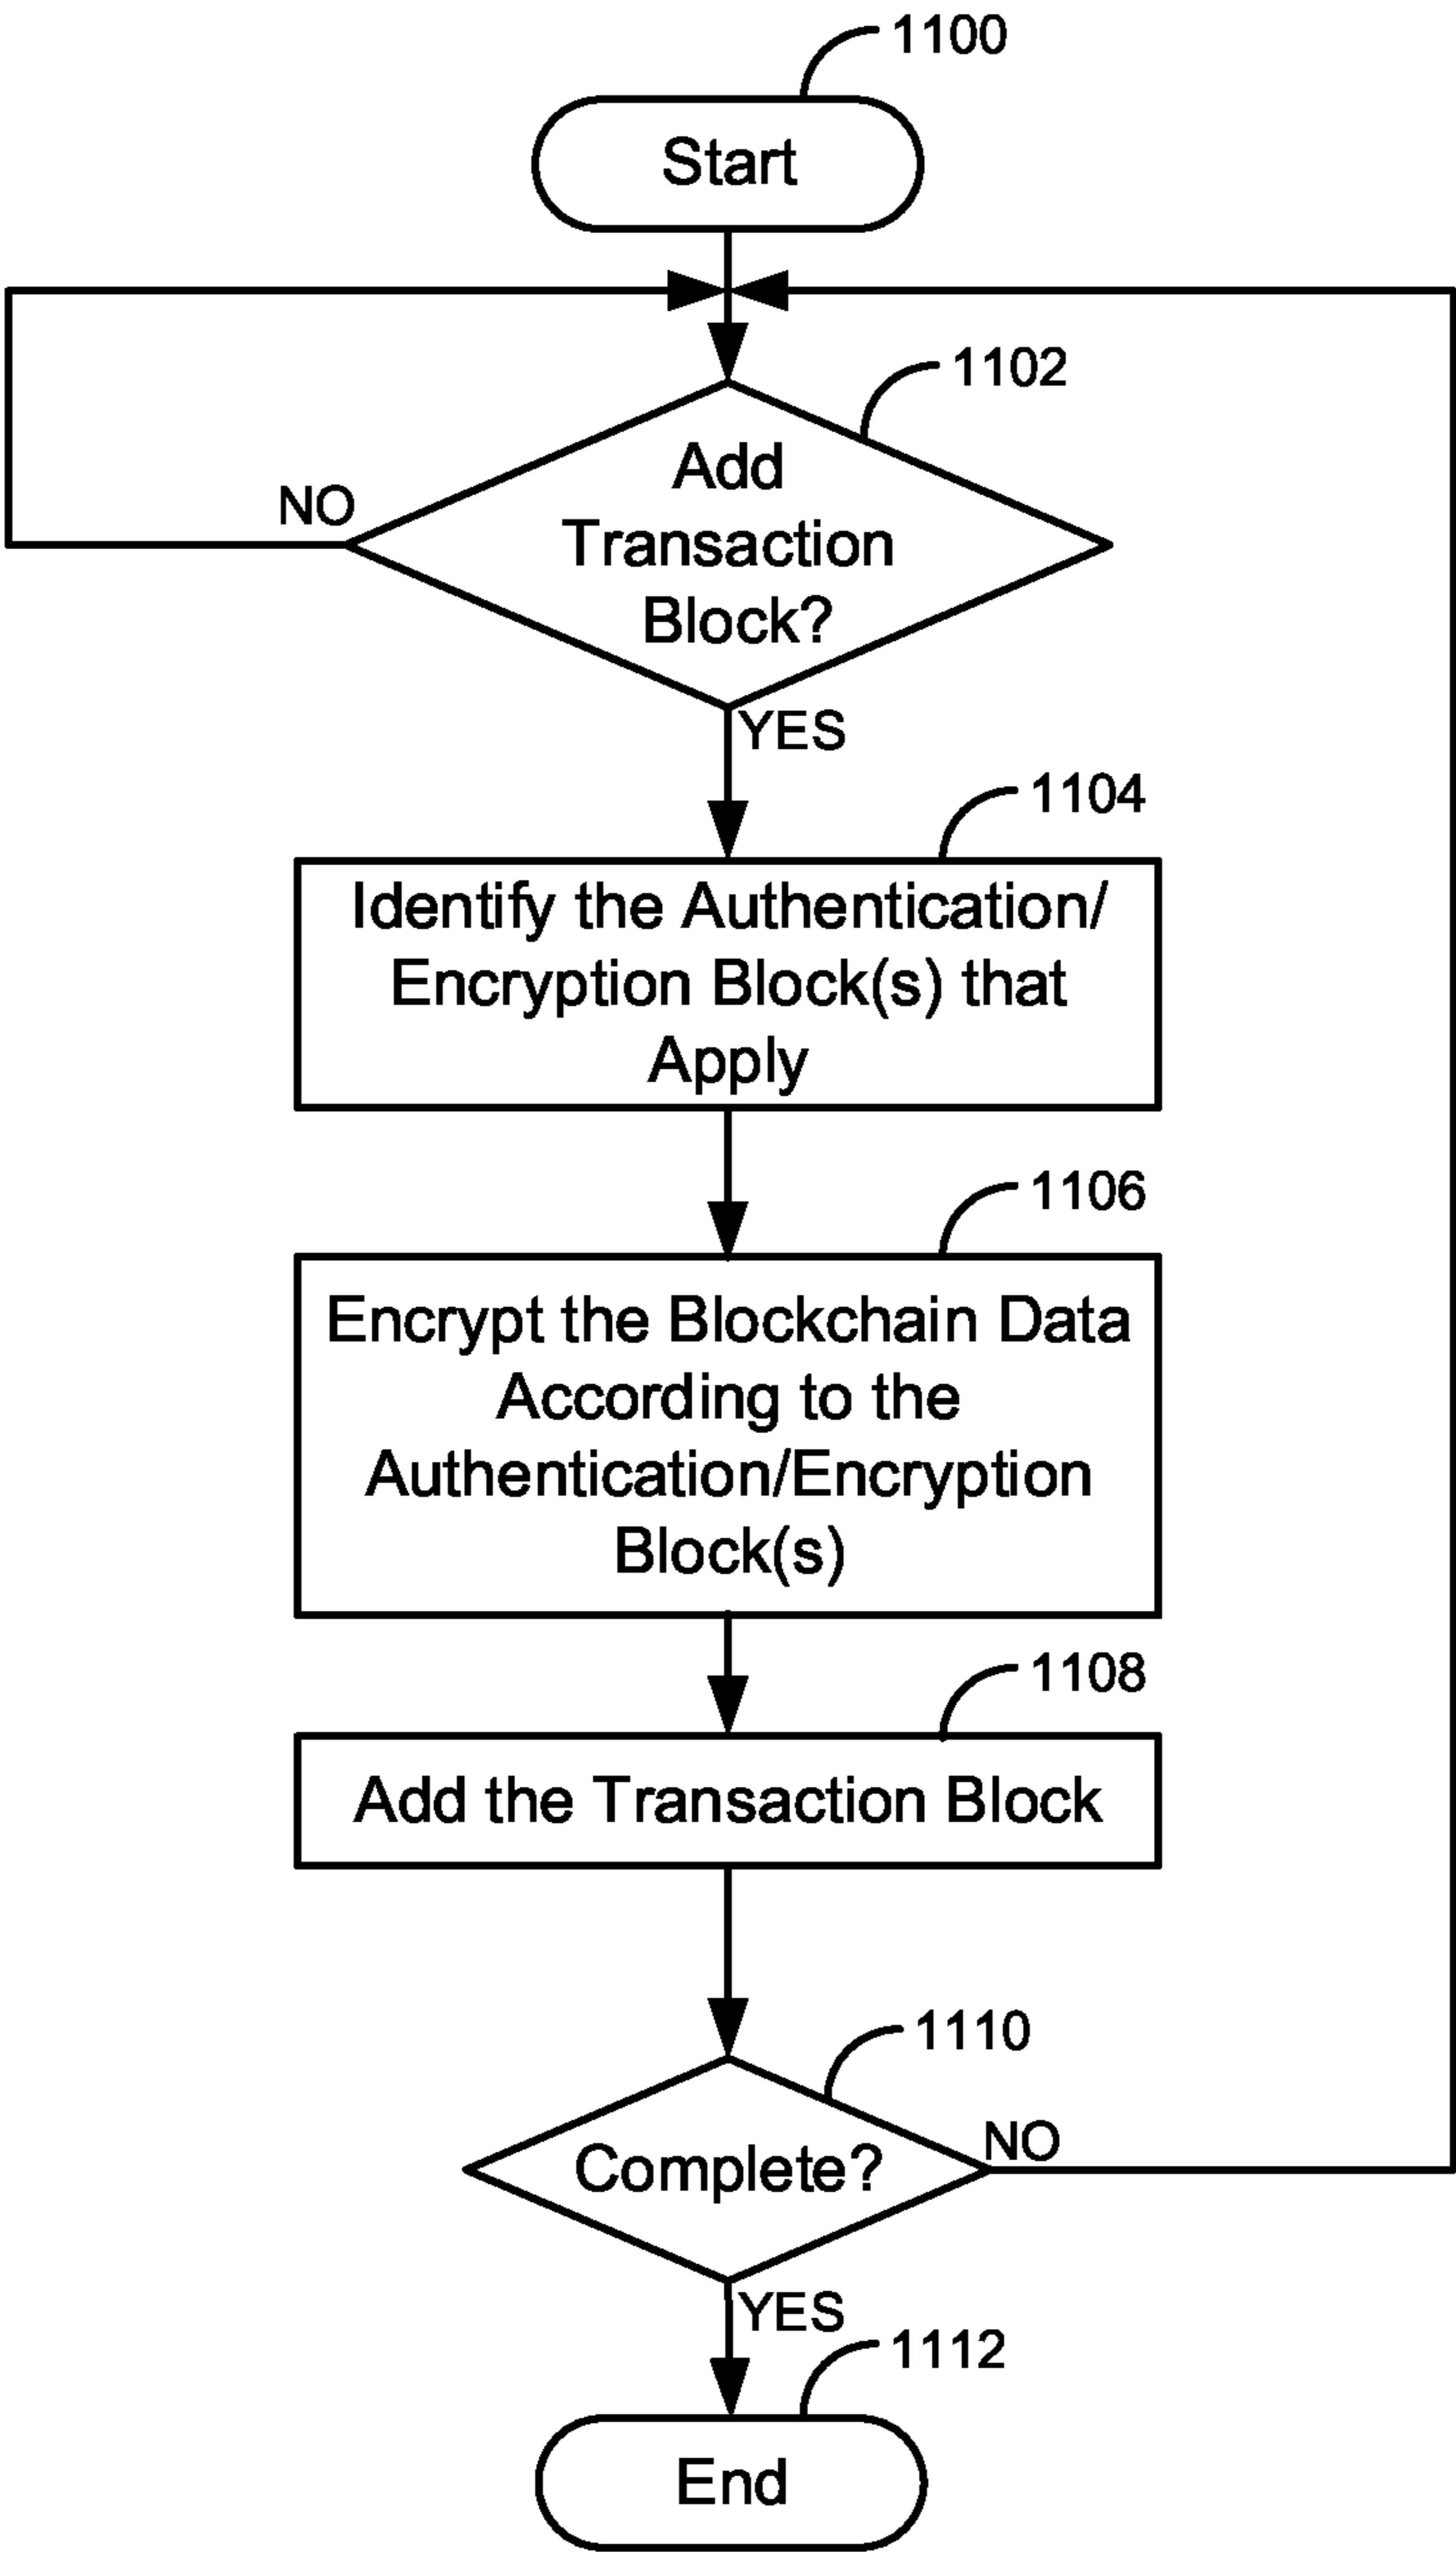 1100
Start
1102
Add
Transaction
Block?
NO
YES
1104
Identify the Authentication/
Encryption Block(s) that
Apply
1106
Encrypt the Blockchain Data
According to the
Authentication/Encryption
Block(s)
1108
Add the Transaction Block
1110
Complete?
NO
YES
1112
End